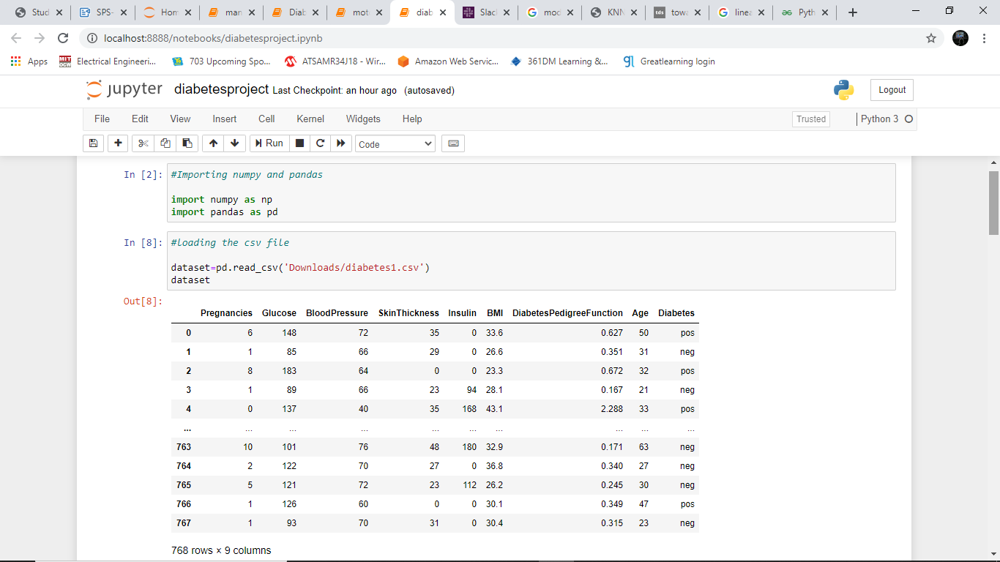 Stud
SPS-
Hom
man
Diab
mot
diab
Slac
mod
KNN
tds
towa
linea
Pyth
localhost:8888/notebooks/diabetesproject.ipynb
Apps
MIT
OCW
Electrical Engineeri...
703 Upcoming Spo...
ATSAMR34J18 - Wir...
Amazon Web Servic...
361DM Learning &...
gl
Greatlearning login
jupyter
diabetesproject Last Checkpoint: an hour ago (autosaved)
Logout
File Edit View Insert Cell Kernel Widgets Help
Trusted
Python 3
Run
Code
In [2]: #Importing numpy and pandas
import numpy as np
import pandas as pd
In [8]: #loading the csv file
dataset=pd.read_csv('Downloads/diabetes1.csv')
dataset
Out[8]:
Pregnancies Glucose BloodPressure SkinThickness Insulin BMI DiabetesPedigreeFunction Age Diabetes
0 6 148 72 35 0 33.6 0.627 50 pos
1 1 85 66 29 0 26.6 0.351 31 neg
2 8 183 64 0 0 23.3 0.672 32 pos
3 1 89 66 23 94 28.1 0.167 21 neg
4 0 137 40 35 168 43.1 2.288 33 pos
... ... ... ... ... ... ... ... ... ...
763 10 101 76 48 180 32.9 0.171 63 neg
764 2 122 70 27 0 36.8 0.340 27 neg
765 5 121 72 23 112 26.2 0.245 30 neg
766 1 126 60 0 0 30.1 0.349 47 pos
767 1 93 70 31 0 30.4 0.315 23 neg
768 rows × 9 columns